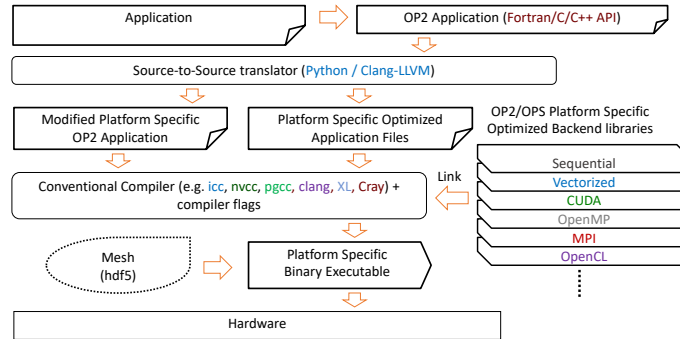 Application
OP2 Application (Fortran/C/C++ API)
Source-to-Source translator (Python / Clang-LLVM)
Modified Platform Specific
OP2 Application
Platform Specific Optimized
Application Files
OP2/OPS Platform Specific
Optimized Backend libraries
Sequential
Vectorized
CUDA
OpenMP
MPI
OpenCL
Conventional Compiler (e.g. icc, nvcc, pgcc, clang, XL, Cray) +
compiler flags
Link
Mesh
(hdf5)
Platform Specific
Binary Executable
Hardware